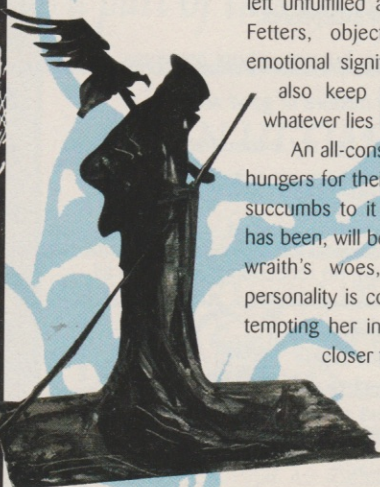 left unfulfilled a
Fetters, object
emotional signi
also keep
whatever lies
An all-cons
hungers for the
succumbs to it
has been, will be
wraith's woes,
personality is co
tempting her in
closer